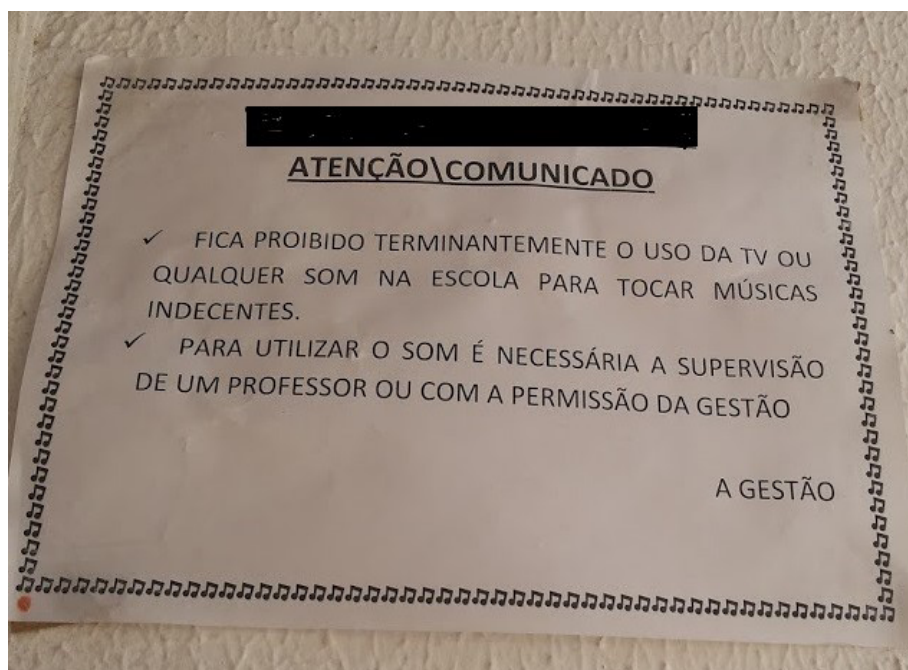 ATENÇÃO\COMUNICADO
✓ FICA PROIBIDO TERMINANTEMENTE O USO DA TV OU
QUALQUER SOM NA ESCOLA PARA TOCAR MÚSICAS
INDECENTES.
✓ PARA UTILIZAR O SOM É NECESSÁRIA A SUPERVISÃO
DE UM PROFESSOR OU COM A PERMISSÃO DA GESTÃO
A GESTÃO